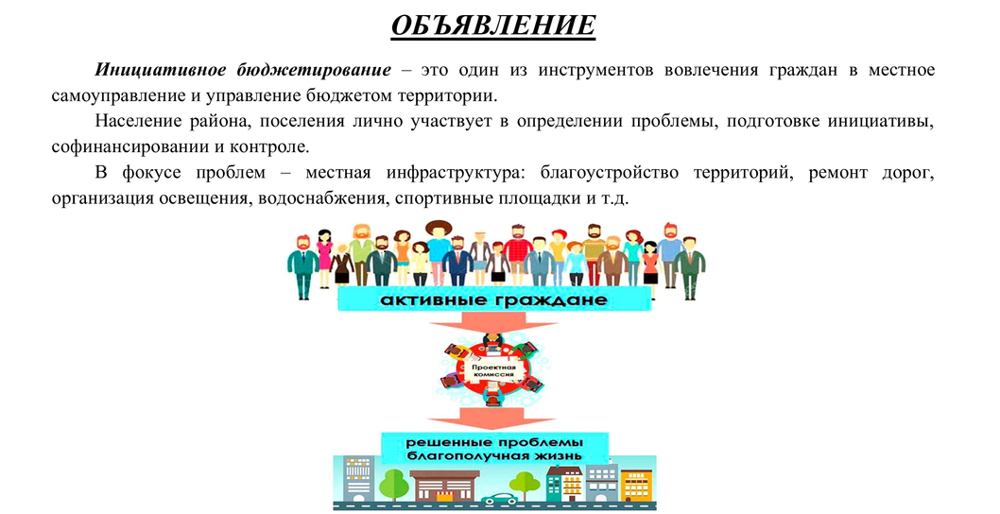 ОБЪЯВЛЕНИЕ
Инициативное бюджетирование – это один из инструментов вовлечения граждан в местное
самоуправление и управление бюджетом территории.
Население района, поселения лично участвует в определении проблемы, подготовке инициативы,
софинансировании и контроле.
В фокусе проблем – местная инфраструктура: благоустройство территорий, ремонт дорог,
организация освещения, водоснабжения, спортивные площадки и т.д.
активные граждане
Проектная
комиссия
решенные проблемы
благополучная жизнь